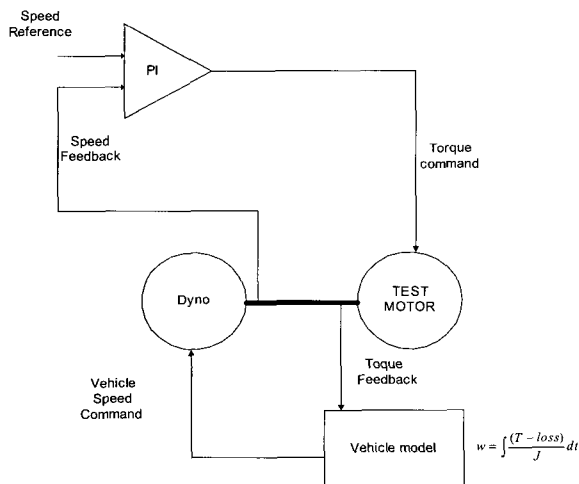 Speed
Reference
PI
Speed
Feedback
Torque
command
Dyno
TEST
MOTOR
Toque
Feedback
Vehicle
Speed
Command
Vehicle model
w = ∫ (T − loss) / J dt